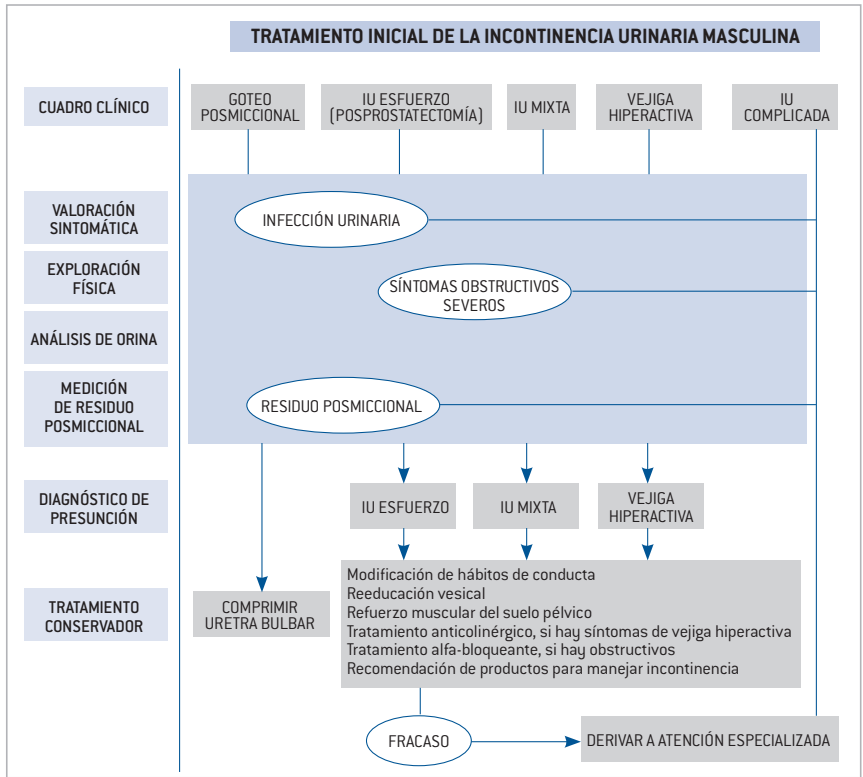 TRATAMIENTO INICIAL DE LA INCONTINENCIA URINARIA MASCULINA
CUADRO CLÍNICO
GOTEO
POSMICCIONAL
IU ESFUERZO
(POSPROSTATECTOMÍA)
IU MIXTA
VEJIGA
HIPERACTIVA
IU
COMPLICADA
VALORACIÓN
SINTOMÁTICA
INFECCIÓN URINARIA
EXPLORACIÓN
FÍSICA
SÍNTOMAS OBSTRUCTIVOS
SEVEROS
ANÁLISIS DE ORINA
MEDICIÓN
DE RESIDUO
POSMICCIONAL
RESIDUO POSMICCIONAL
DIAGNÓSTICO DE
PRESUNCIÓN
IU ESFUERZO
IU MIXTA
VEJIGA
HIPERACTIVA
TRATAMIENTO
CONSERVADOR
COMPRIMIR
URETRA BULBAR
Modificación de hábitos de conducta
Reeducación vesical
Refuerzo muscular del suelo pélvico
Tratamiento anticolinérgico, si hay síntomas de vejiga hiperactiva
Tratamiento alfa-bloqueante, si hay obstructivos
Recomendación de productos para manejar incontinencia
FRACASO
DERIVAR A ATENCIÓN ESPECIALIZADA